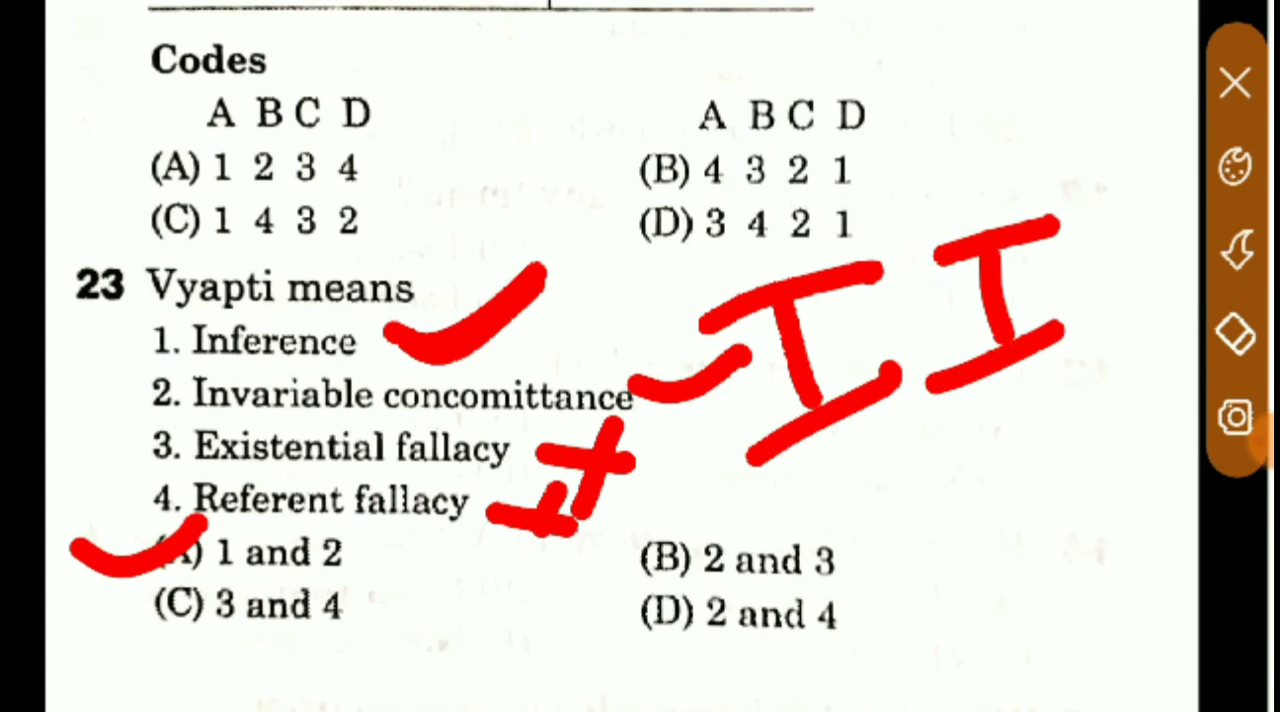 Codes
A B C D
A B C D
(A) 1 2 3 4
(B) 4 3 2 1
(C) 1 4 3 2
(D) 3 4 2 1
23 Vyapti means
1. Inference
2. Invariable concomittance
3. Existential fallacy
4. Referent fallacy
(A) 1 and 2
(B) 2 and 3
(C) 3 and 4
(D) 2 and 4
I I